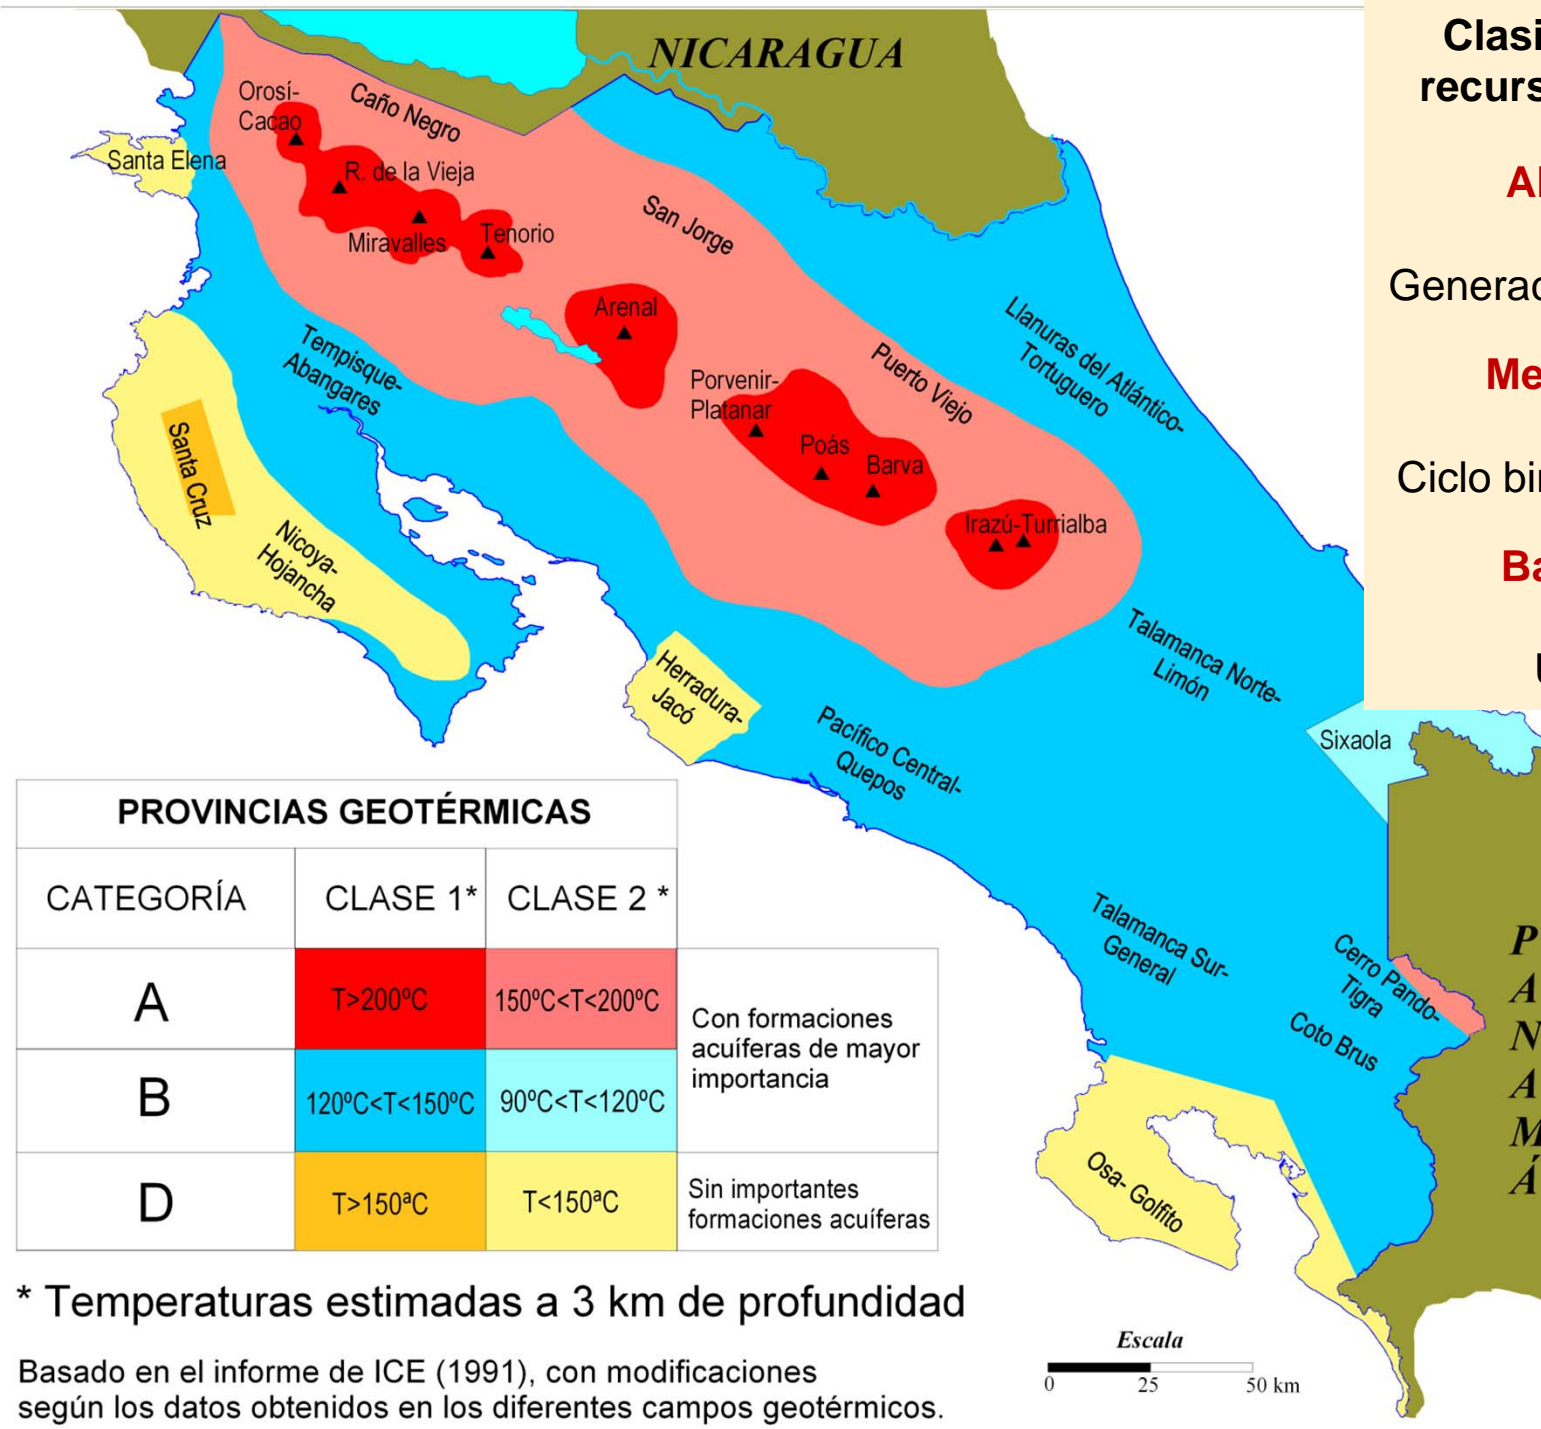 NICARAGUA
Orosí-
Cacao
Caño Negro
Santa Elena
R. de la Vieja
Miravalles
Tenorio
San Jorge
Arenal
Llanuras del Atlántico-
Tortuguero
Tempisque-
Abangares
Puerto Viejo
Porvenir-
Platanar
Poás
Barva
Santa Cruz
Irazú-Turrialba
Nicoya-
Hojancha
Talamanca Norte-
Limón
Herradura-
Jacó
Pacífico Central-
Quepos
Sixaola
Talamanca Sur-
General
Cerro Pando-
Tigra
Coto Brus
Osa- Golfito
PANAMÁ
PROVINCIAS GEOTÉRMICAS
CATEGORÍA CLASE 1* CLASE 2 *
A T>200ºC 150ºC<T<200ºC
B 120ºC<T<150ºC 90ºC<T<120ºC
Con formaciones
acuíferas de mayor
importancia
D T>150ªC T<150ªC
Sin importantes
formaciones acuíferas
* Temperaturas estimadas a 3 km de profundidad
Basado en el informe de ICE (1991), con modificaciones
según los datos obtenidos en los diferentes campos geotérmicos.
Escala
0 25 50 km
Ciclo